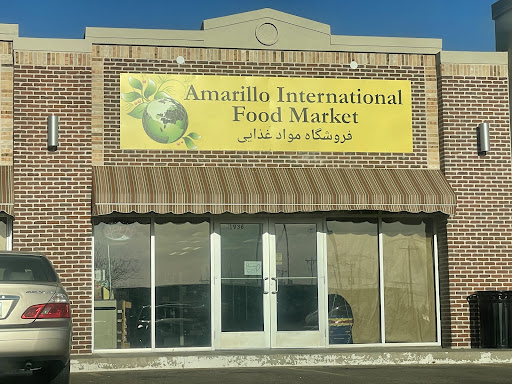 Amarillo International
Food Market
فروشگاه مواد غذایی